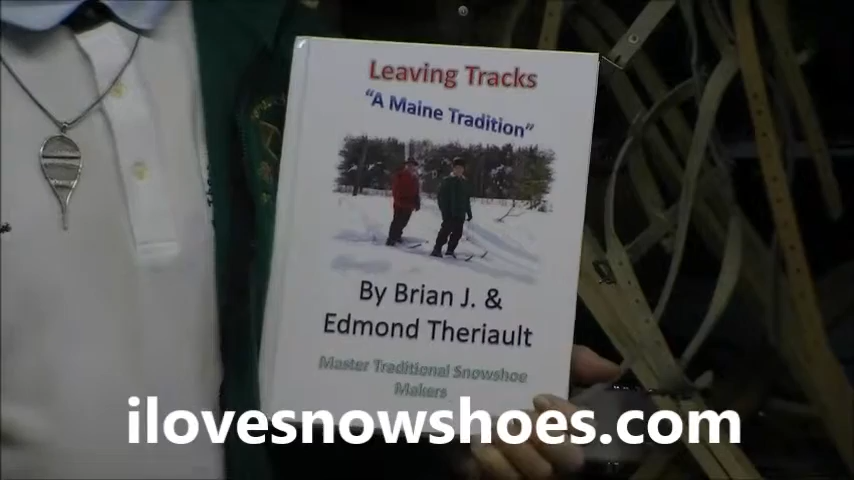 Leaving Tracks
“A Maine Tradition”
By Brian J. &
Edmond Theriault
Master Traditional Snowshoe
Makers
ilovesnowshoes.com